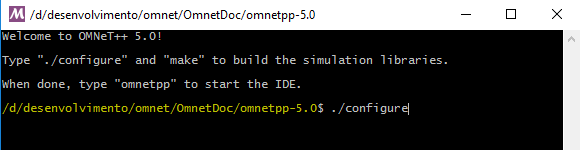 M /d/desenvolvimento/omnet/OmnetDoc/omnetpp-5.0
Welcome to OMNeT++ 5.0!
Type "./configure" and "make" to build the simulation libraries.
When done, type "omnetpp" to start the IDE.
/d/desenvolvimento/omnet/OmnetDoc/omnetpp-5.0$ ./configure